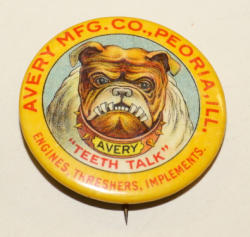 AVERY MFG. CO., PEORIA, ILL.
AVERY
"TEETH TALK"
ENGINES, THRESHERS, IMPLEMENTS.